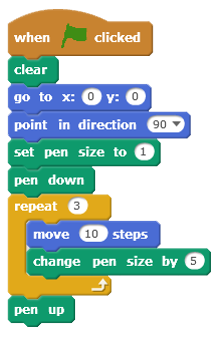 when clicked
clear
go to x: 0 y: 0
point in direction 90
set pen size to 1
pen down
repeat 3
move 10 steps
change pen size by 5
pen up